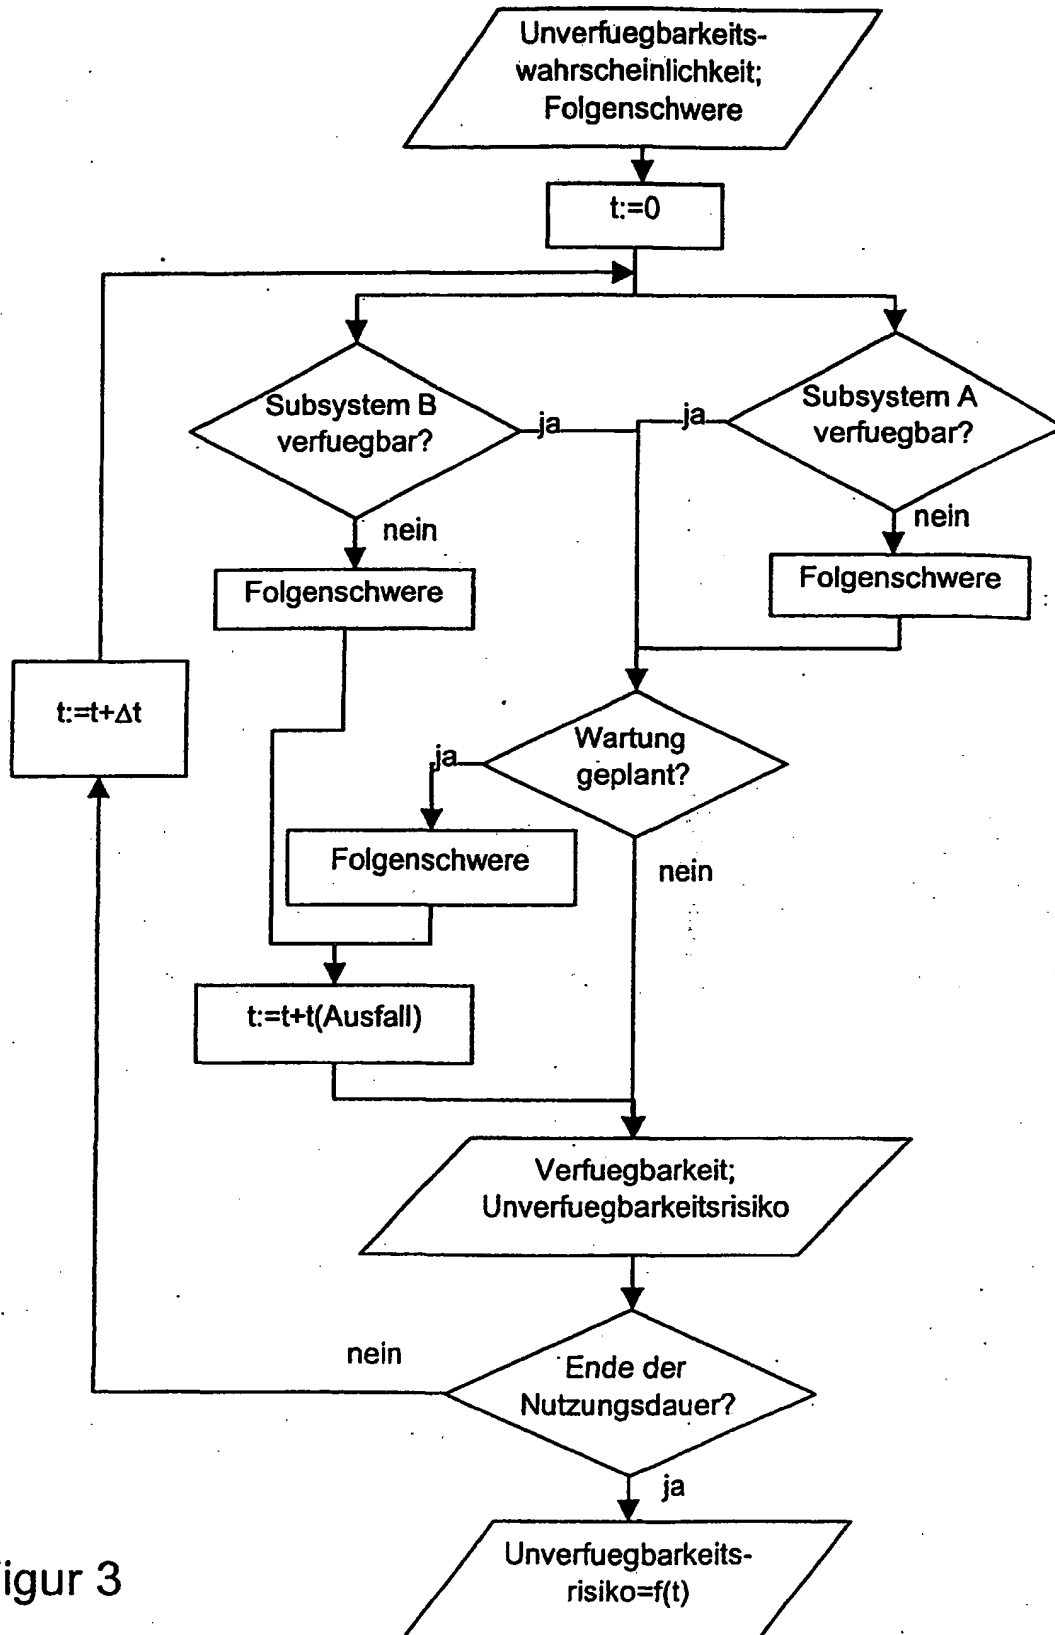 Unverfuegbarkeits-
wahrscheinlichkeit;
Folgenschwere
t:=0
Subsystem B
verfuegbar?
ja
ja
Subsystem A
verfuegbar?
nein
nein
Folgenschwere
Folgenschwere
t:=t+Δt
Wartung
geplant?
ja
Folgenschwere
nein
t:=t+t(Ausfall)
Verfuegbarkeit;
Unverfuegbarkeitsrisiko
nein
Ende der
Nutzungsdauer?
ja
Unverfuegbarkeits-
risiko=f(t)
igur 3